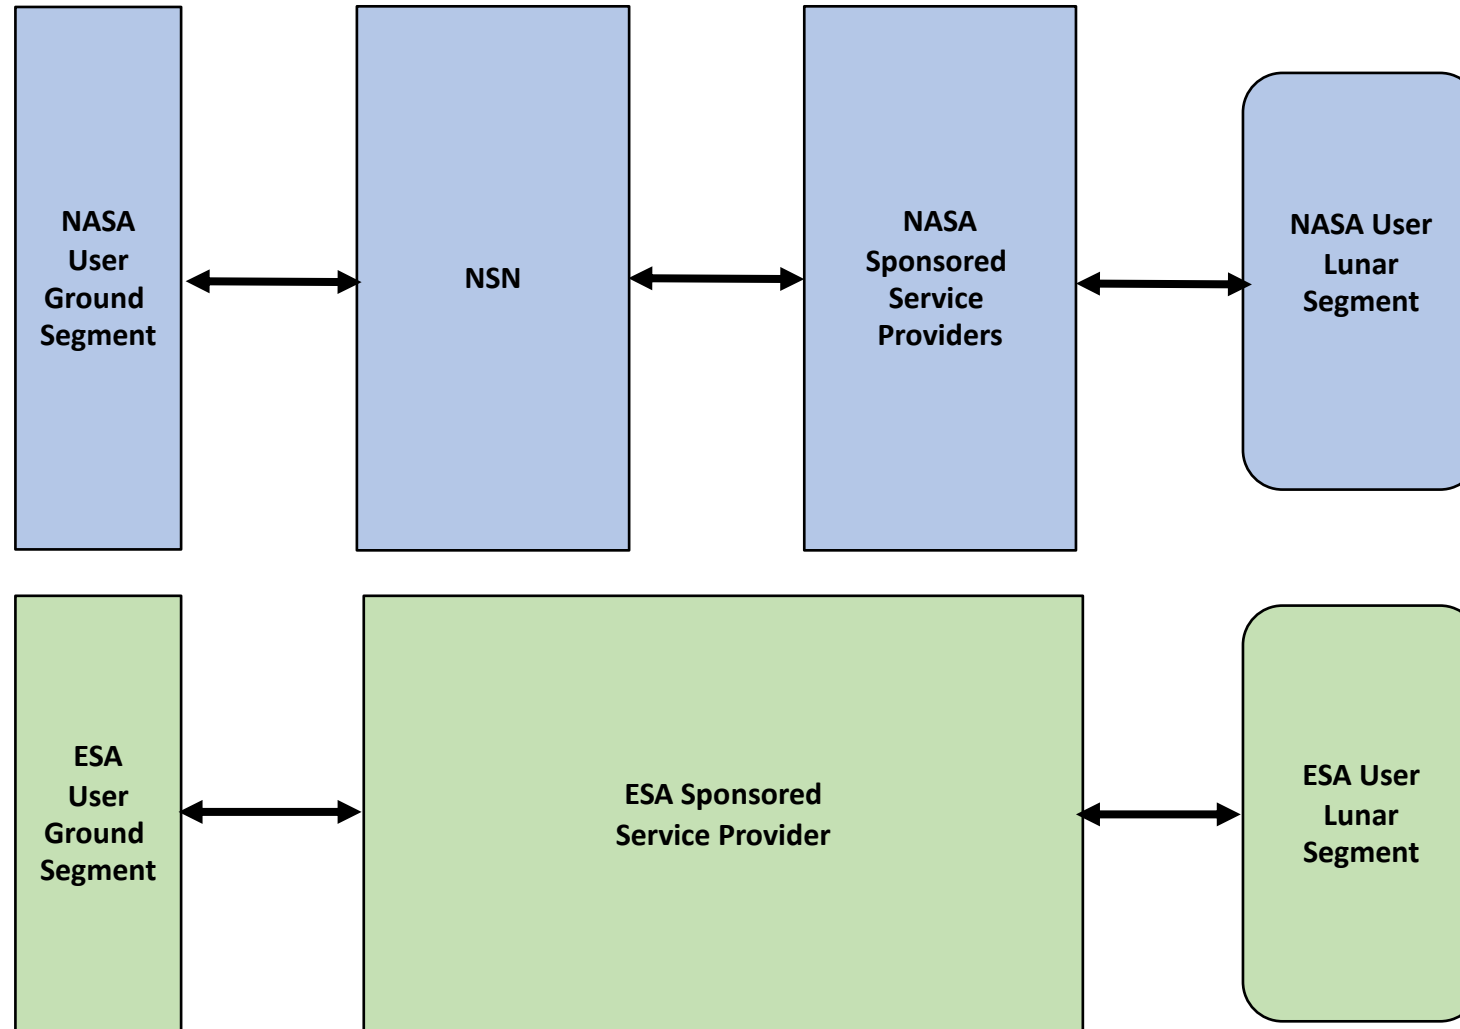 NASA
User
Ground
Segment
NSN
NASA
Sponsored
Service
Providers
NASA User
Lunar
Segment
ESA
User
Ground
Segment
ESA Sponsored
Service Provider
ESA User
Lunar
Segment